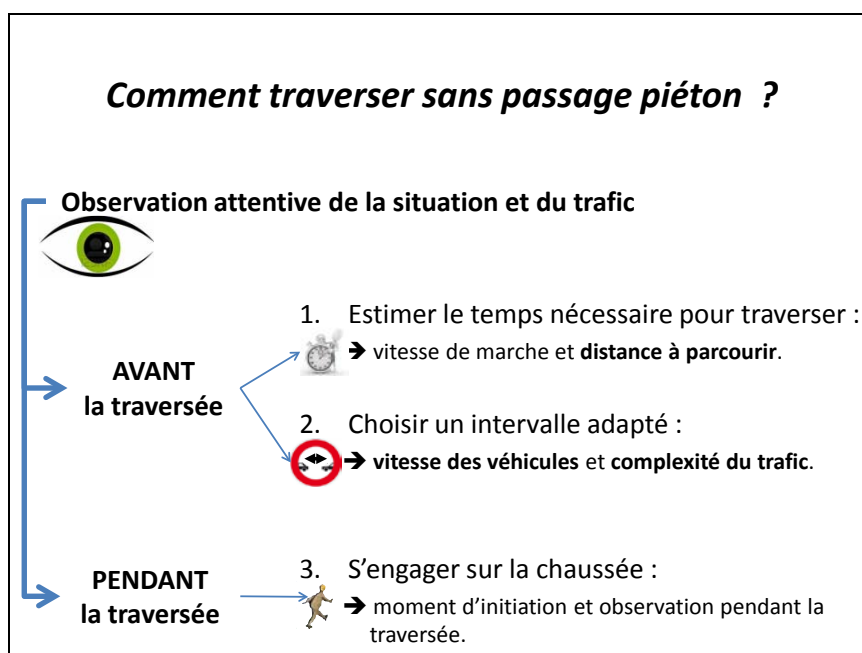 Comment traverser sans passage piéton ?
Observation attentive de la situation et du trafic
AVANT
la traversée
1. Estimer le temps nécessaire pour traverser :
➔ vitesse de marche et distance à parcourir.
2. Choisir un intervalle adapté :
➔ vitesse des véhicules et complexité du trafic.
PENDANT
la traversée
3. S’engager sur la chaussée :
➔ moment d’initiation et observation pendant la
traversée.